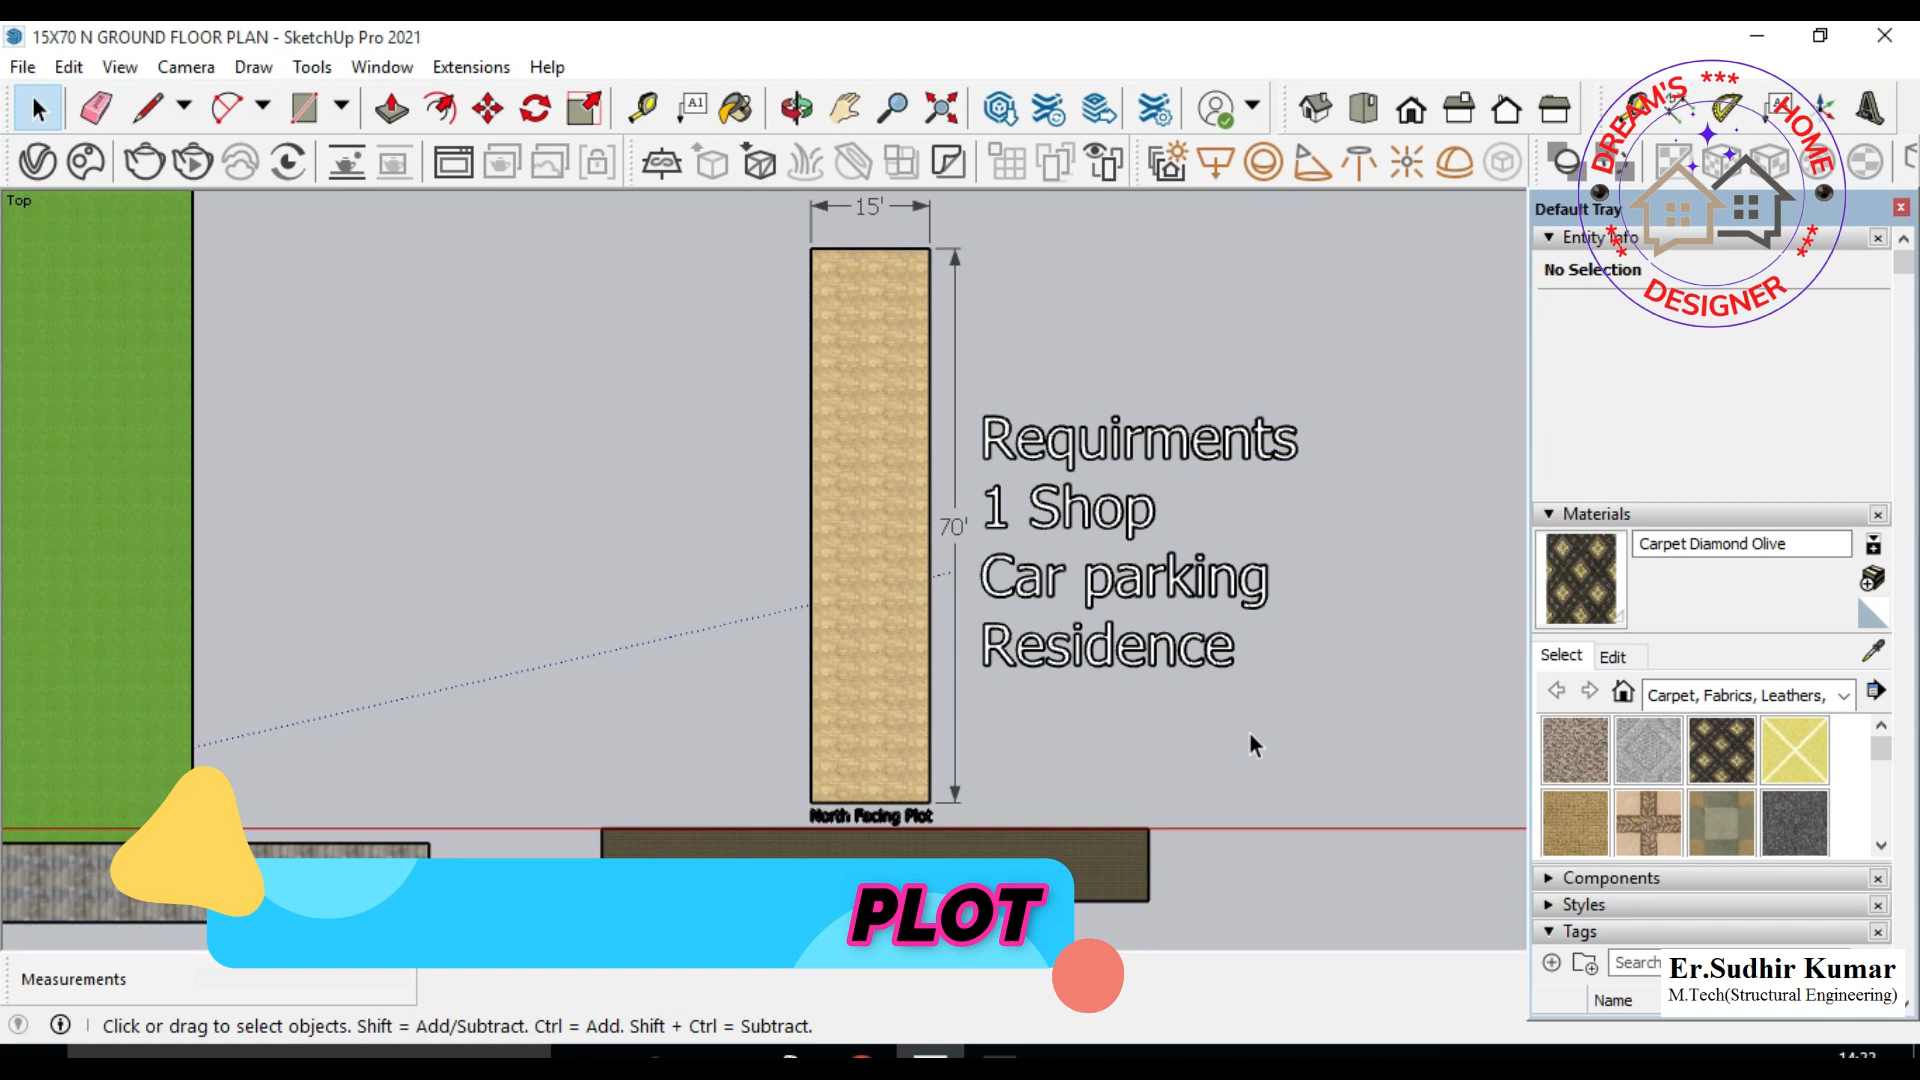 15X70 N GROUND FLOOR PLAN - SketchUp Pro 2021
File Edit View Camera Draw Tools Window Extensions Help
A1
DREAM'S *** HOME *** DESIGNER ***
Top
15'
Default Tray
Entity Info
No Selection
Requirments
1 Shop
70'
Car parking
Residence
North Facing Plot
Materials
Carpet Diamond Olive
Select Edit
Carpet, Fabrics, Leathers,
Components
Styles
Tags
Search
Name
PLOT
Er.Sudhir Kumar
M.Tech(Structural Engineering)
Measurements
Click or drag to select objects. Shift = Add/Subtract. Ctrl = Add. Shift + Ctrl = Subtract.